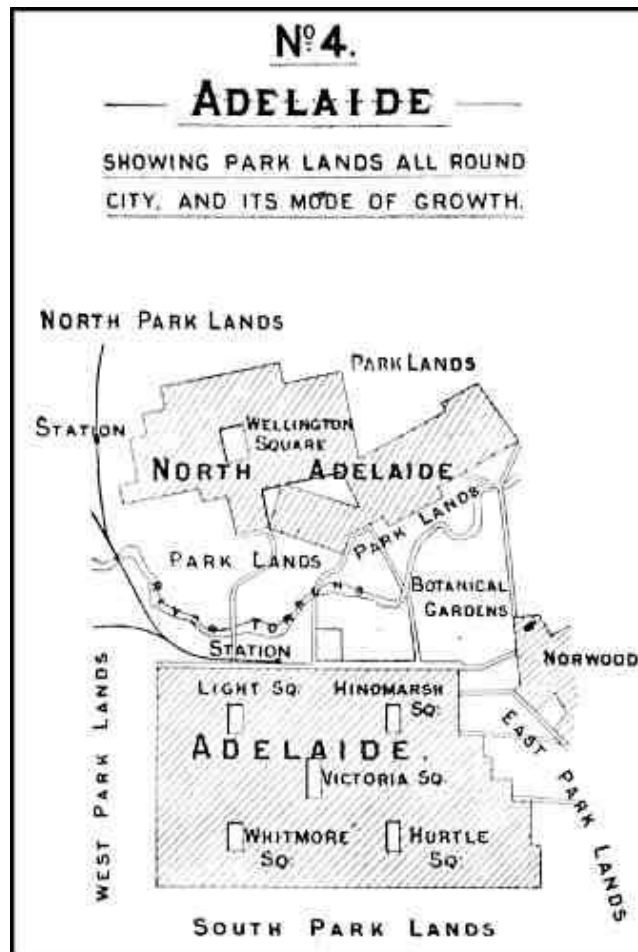 No. 4.
ADELAIDE
SHOWING PARK LANDS ALL ROUND
CITY, AND ITS MODE OF GROWTH.
NORTH PARK LANDS
PARK LANDS
STATION
WELLINGTON
SQUARE
NORTH ADELAIDE
PARK LANDS
PARK LANDS
BOTANICAL
GARDENS
RIVER TORRENS
STATION
NORWOOD
LIGHT SQ.
HINDMARSH
SQ.
EAST PARK LANDS
ADELAIDE.
VICTORIA SQ.
WEST PARK LANDS
WHITMORE
SQ.
HURTLE
SQ.
SOUTH PARK LANDS